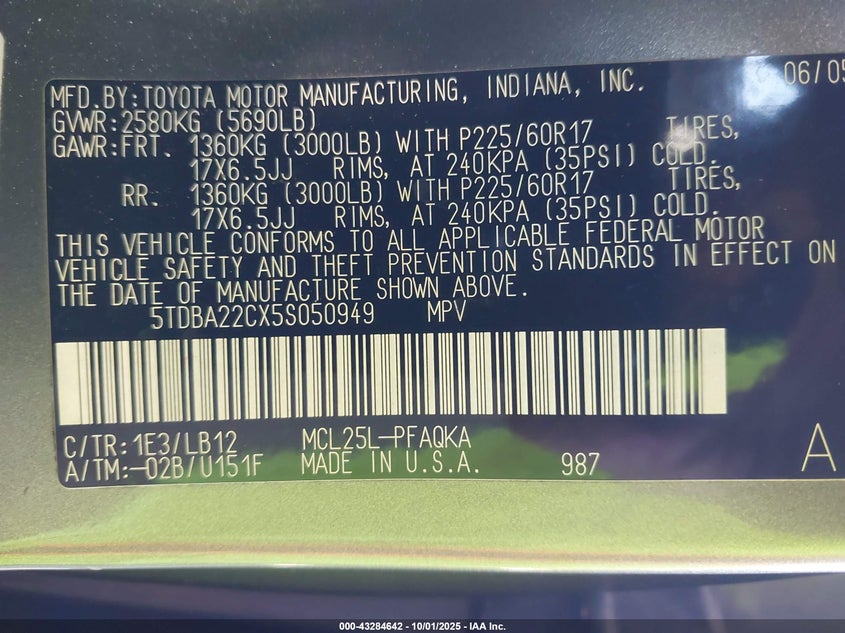 MFD.BY:TOYOTA MOTOR MANUFACTURING, INDIANA, INC. 06/05
GVWR:2580KG (5690LB)
GAWR:FRT. 1360KG (3000LB) WITH P225/60R17 TIRES,
17X6.5JJ RIMS, AT 240KPA (35PSI) COLD.
RR. 1360KG (3000LB) WITH P225/60R17 TIRES,
17X6.5JJ RIMS, AT 240KPA (35PSI) COLD.
THIS VEHICLE CONFORMS TO ALL APPLICABLE FEDERAL MOTOR
VEHICLE SAFETY AND THEFT PREVENTION STANDARDS IN EFFECT ON
THE DATE OF MANUFACTURE SHOWN ABOVE.
5TDBA22CX5S050949 MPV
C/TR:1E3/LB12 MCL25L-PFAQKA
A/TM:-02B/U151F MADE IN U.S.A. 987 A
000-43284642 - 10/01/2025 - IAA Inc.